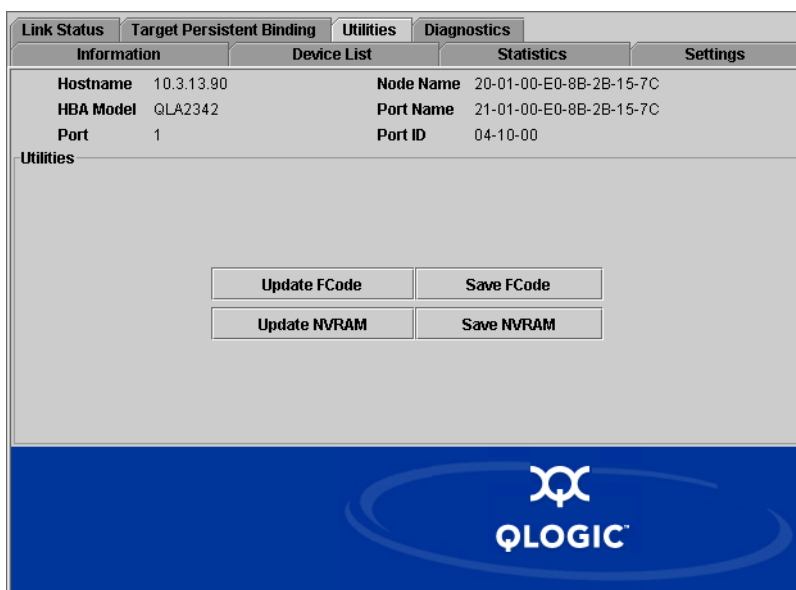 Link Status Target Persistent Binding Utilities Diagnostics
Information Device List Statistics Settings
Hostname 10.3.13.90 Node Name 20-01-00-E0-8B-2B-15-7C
HBA Model QLA2342 Port Name 21-01-00-E0-8B-2B-15-7C
Port 1 Port ID 04-10-00
Utilities
Update FCode Save FCode
Update NVRAM Save NVRAM
QLOGIC™